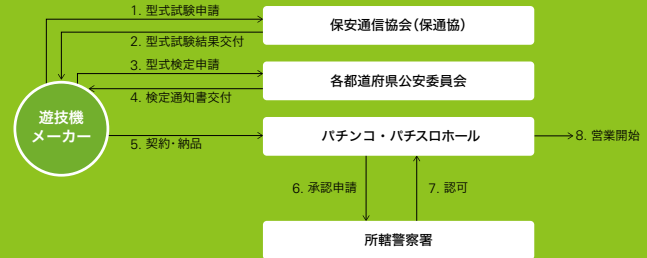 1. 型式試験申請
保安通信協会(保通協)
2. 型式試験結果交付
3. 型式検定申請
各都道府県公安委員会
4. 検定通知書交付
遊技機
メーカー
5. 契約・納品
パチンコ・パチスロホール
8. 営業開始
6. 承認申請
7. 認可
所轄警察署